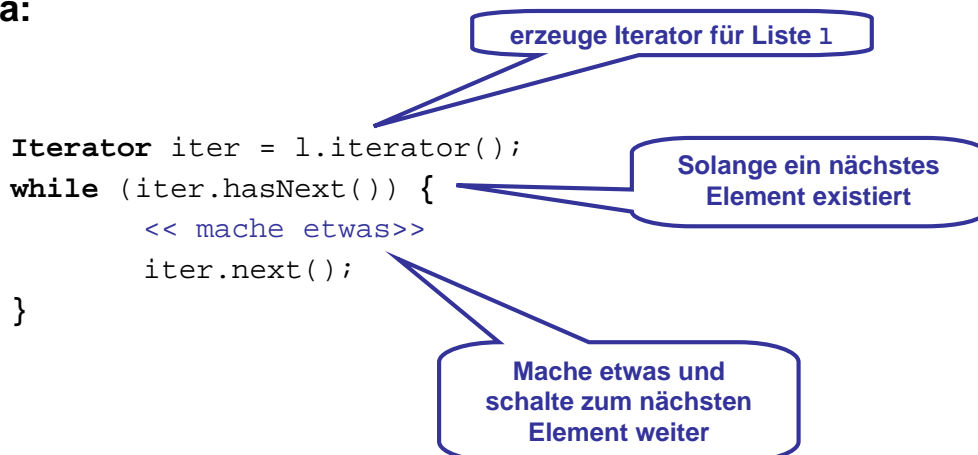 a:
erzeuge Iterator für Liste l
Iterator iter = l.iterator();
while (iter.hasNext()) {
Solange ein nächstes
Element existiert
<< mache etwas>>
iter.next();
}
Mache etwas und
schalte zum nächsten
Element weiter